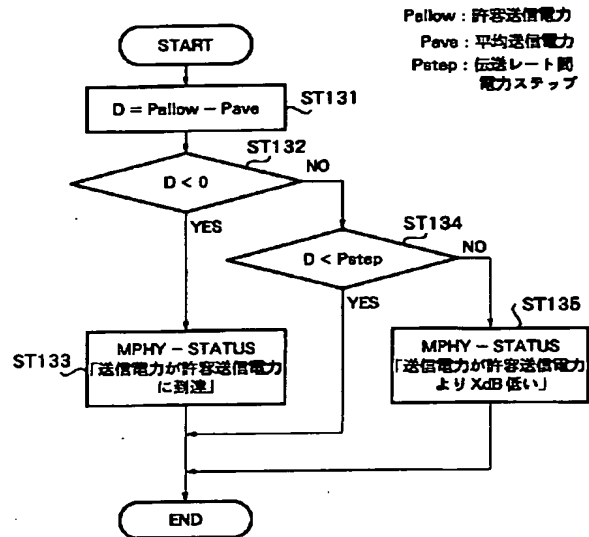 Pallow : 許容送信電力
Pave : 平均送信電力
Pstep : 伝送レート間
電力ステップ
START
D = Pallow − Pave
ST131
ST132
D < 0
NO
YES
ST134
D < Pstep
NO
YES
ST133
MPHY − STATUS
「送信電力が許容送信電力
に到達」
ST135
MPHY − STATUS
「送信電力が許容送信電力
より XdB 低い」
END